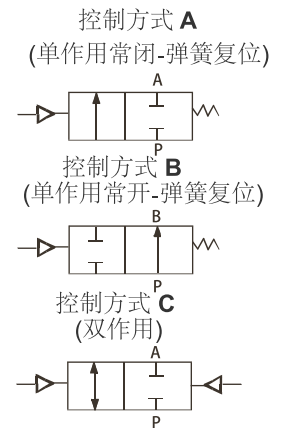 控制方式 A
(单作用常闭-弹簧复位)
A
P
控制方式 B
(单作用常开-弹簧复位)
B
P
控制方式 C
(双作用)
A
P